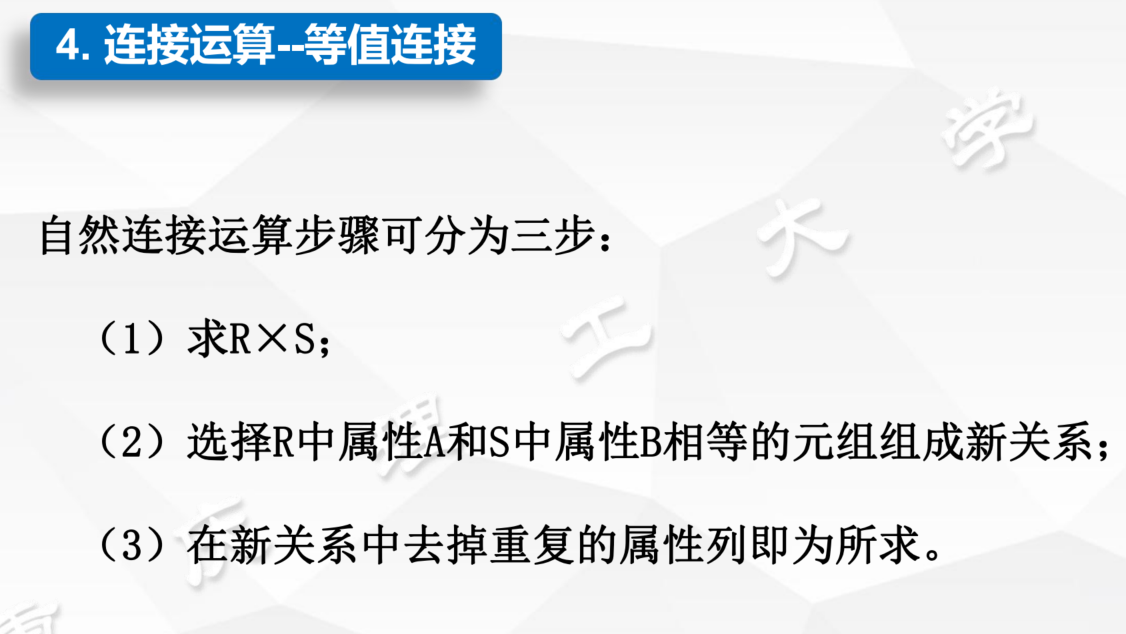 4. 连接运算--等值连接
自然连接运算步骤可分为三步：
（1）求R×S；
（2）选择R中属性A和S中属性B相等的元组组成新关系；
（3）在新关系中去掉重复的属性列即为所求。
重庆理工大学